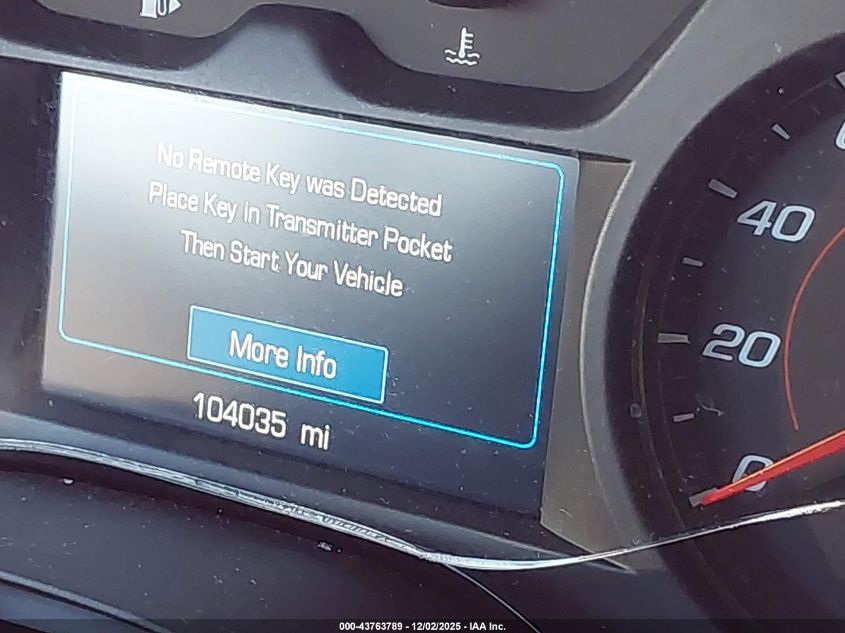 No Remote Key was Detected
Place Key in Transmitter Pocket
Then Start Your Vehicle
More Info
104035 mi
40
20
0
000-43763789 - 12/02/2025 - IAA Inc.